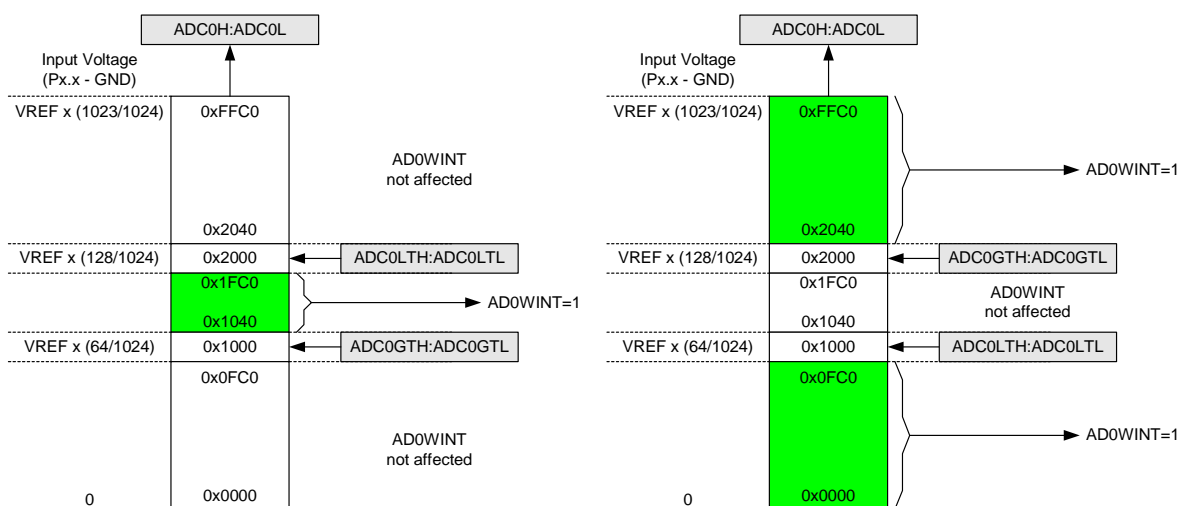 ADC0H:ADC0L
Input Voltage
(Px.x - GND)
VREF x (1023/1024)
0xFFC0
AD0WINT
not affected
0x2040
VREF x (128/1024)
0x2000
ADC0LTH:ADC0LTL
0x1FC0
AD0WINT=1
0x1040
VREF x (64/1024)
0x1000
ADC0GTH:ADC0GTL
0x0FC0
AD0WINT
not affected
0
0x0000
ADC0H:ADC0L
Input Voltage
(Px.x - GND)
VREF x (1023/1024)
0xFFC0
AD0WINT=1
0x2040
VREF x (128/1024)
0x2000
ADC0GTH:ADC0GTL
0x1FC0
AD0WINT
not affected
0x1040
VREF x (64/1024)
0x1000
ADC0LTH:ADC0LTL
0x0FC0
AD0WINT=1
0
0x0000